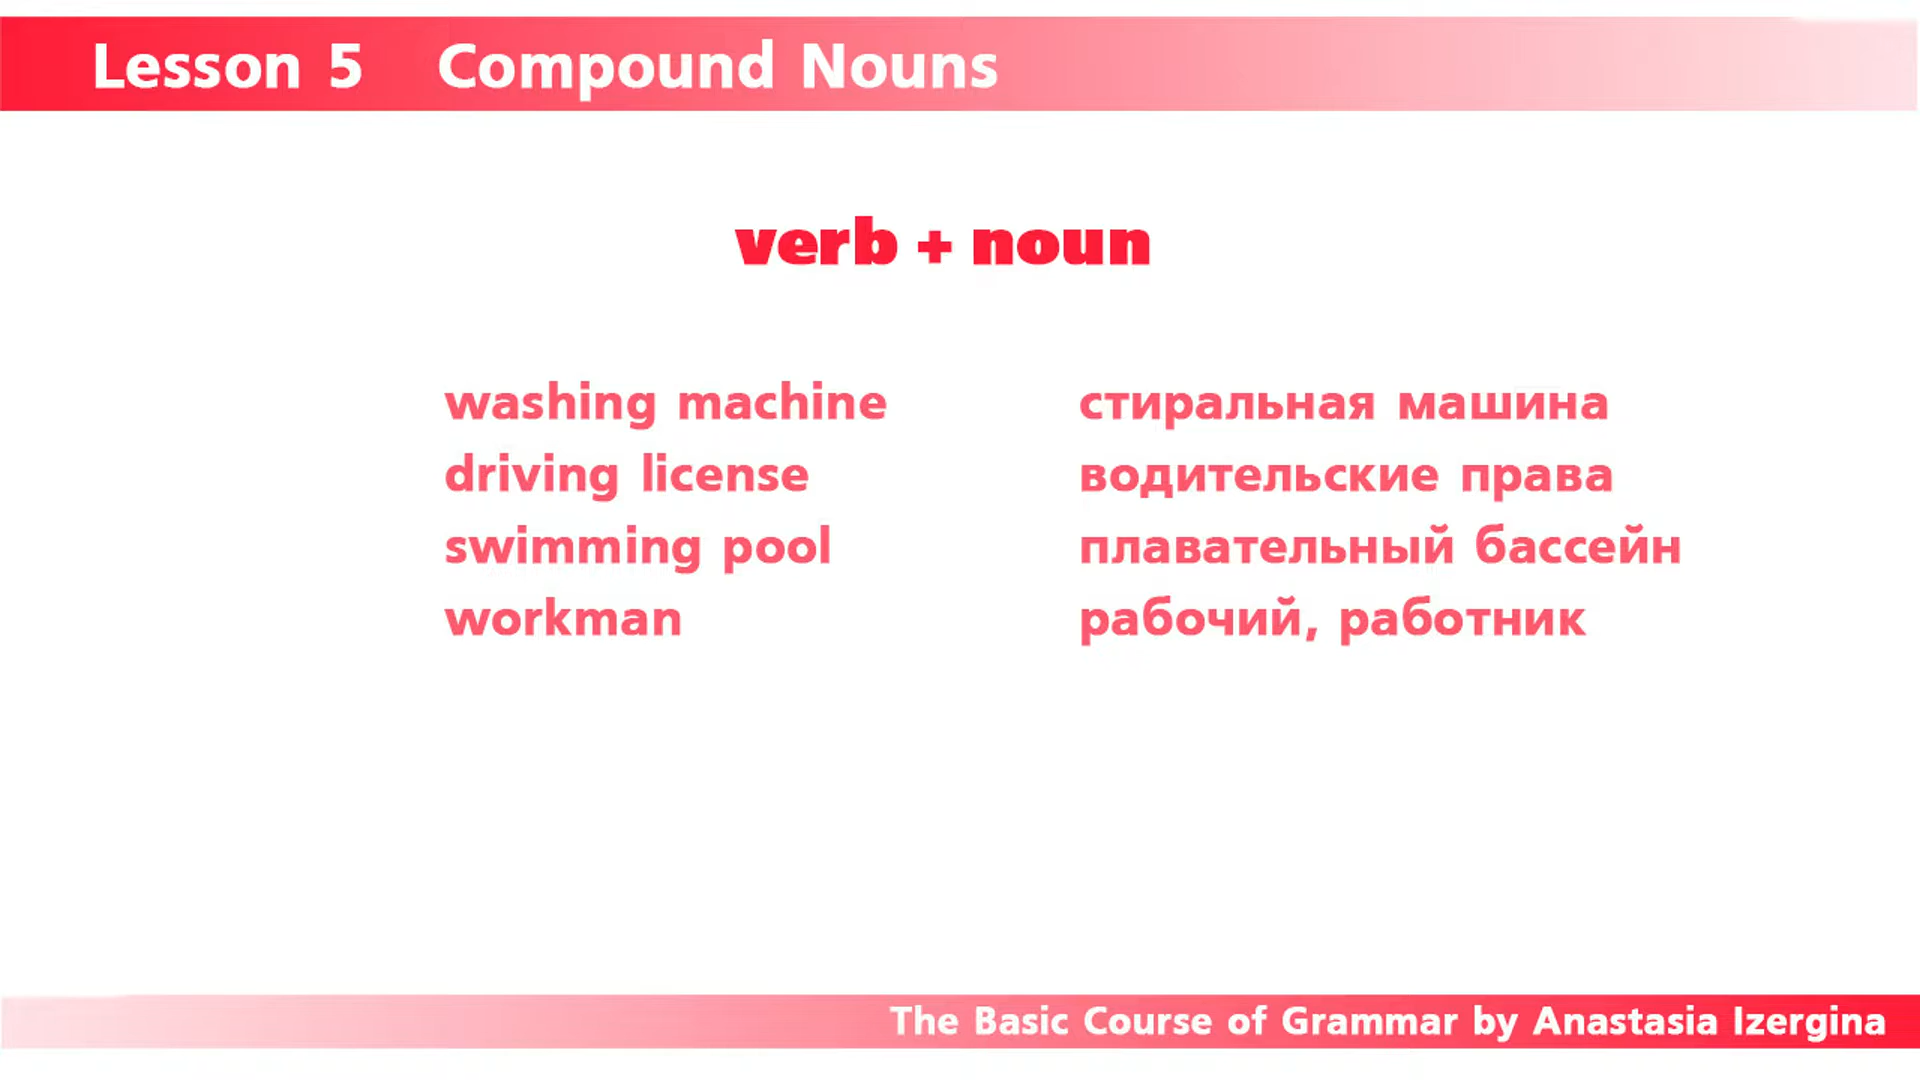 Lesson 5 Compound Nouns
verb + noun
washing machine стиральная машина
driving license водительские права
swimming pool плавательный бассейн
workman рабочий, работник
The Basic Course of Grammar by Anastasia Izergina